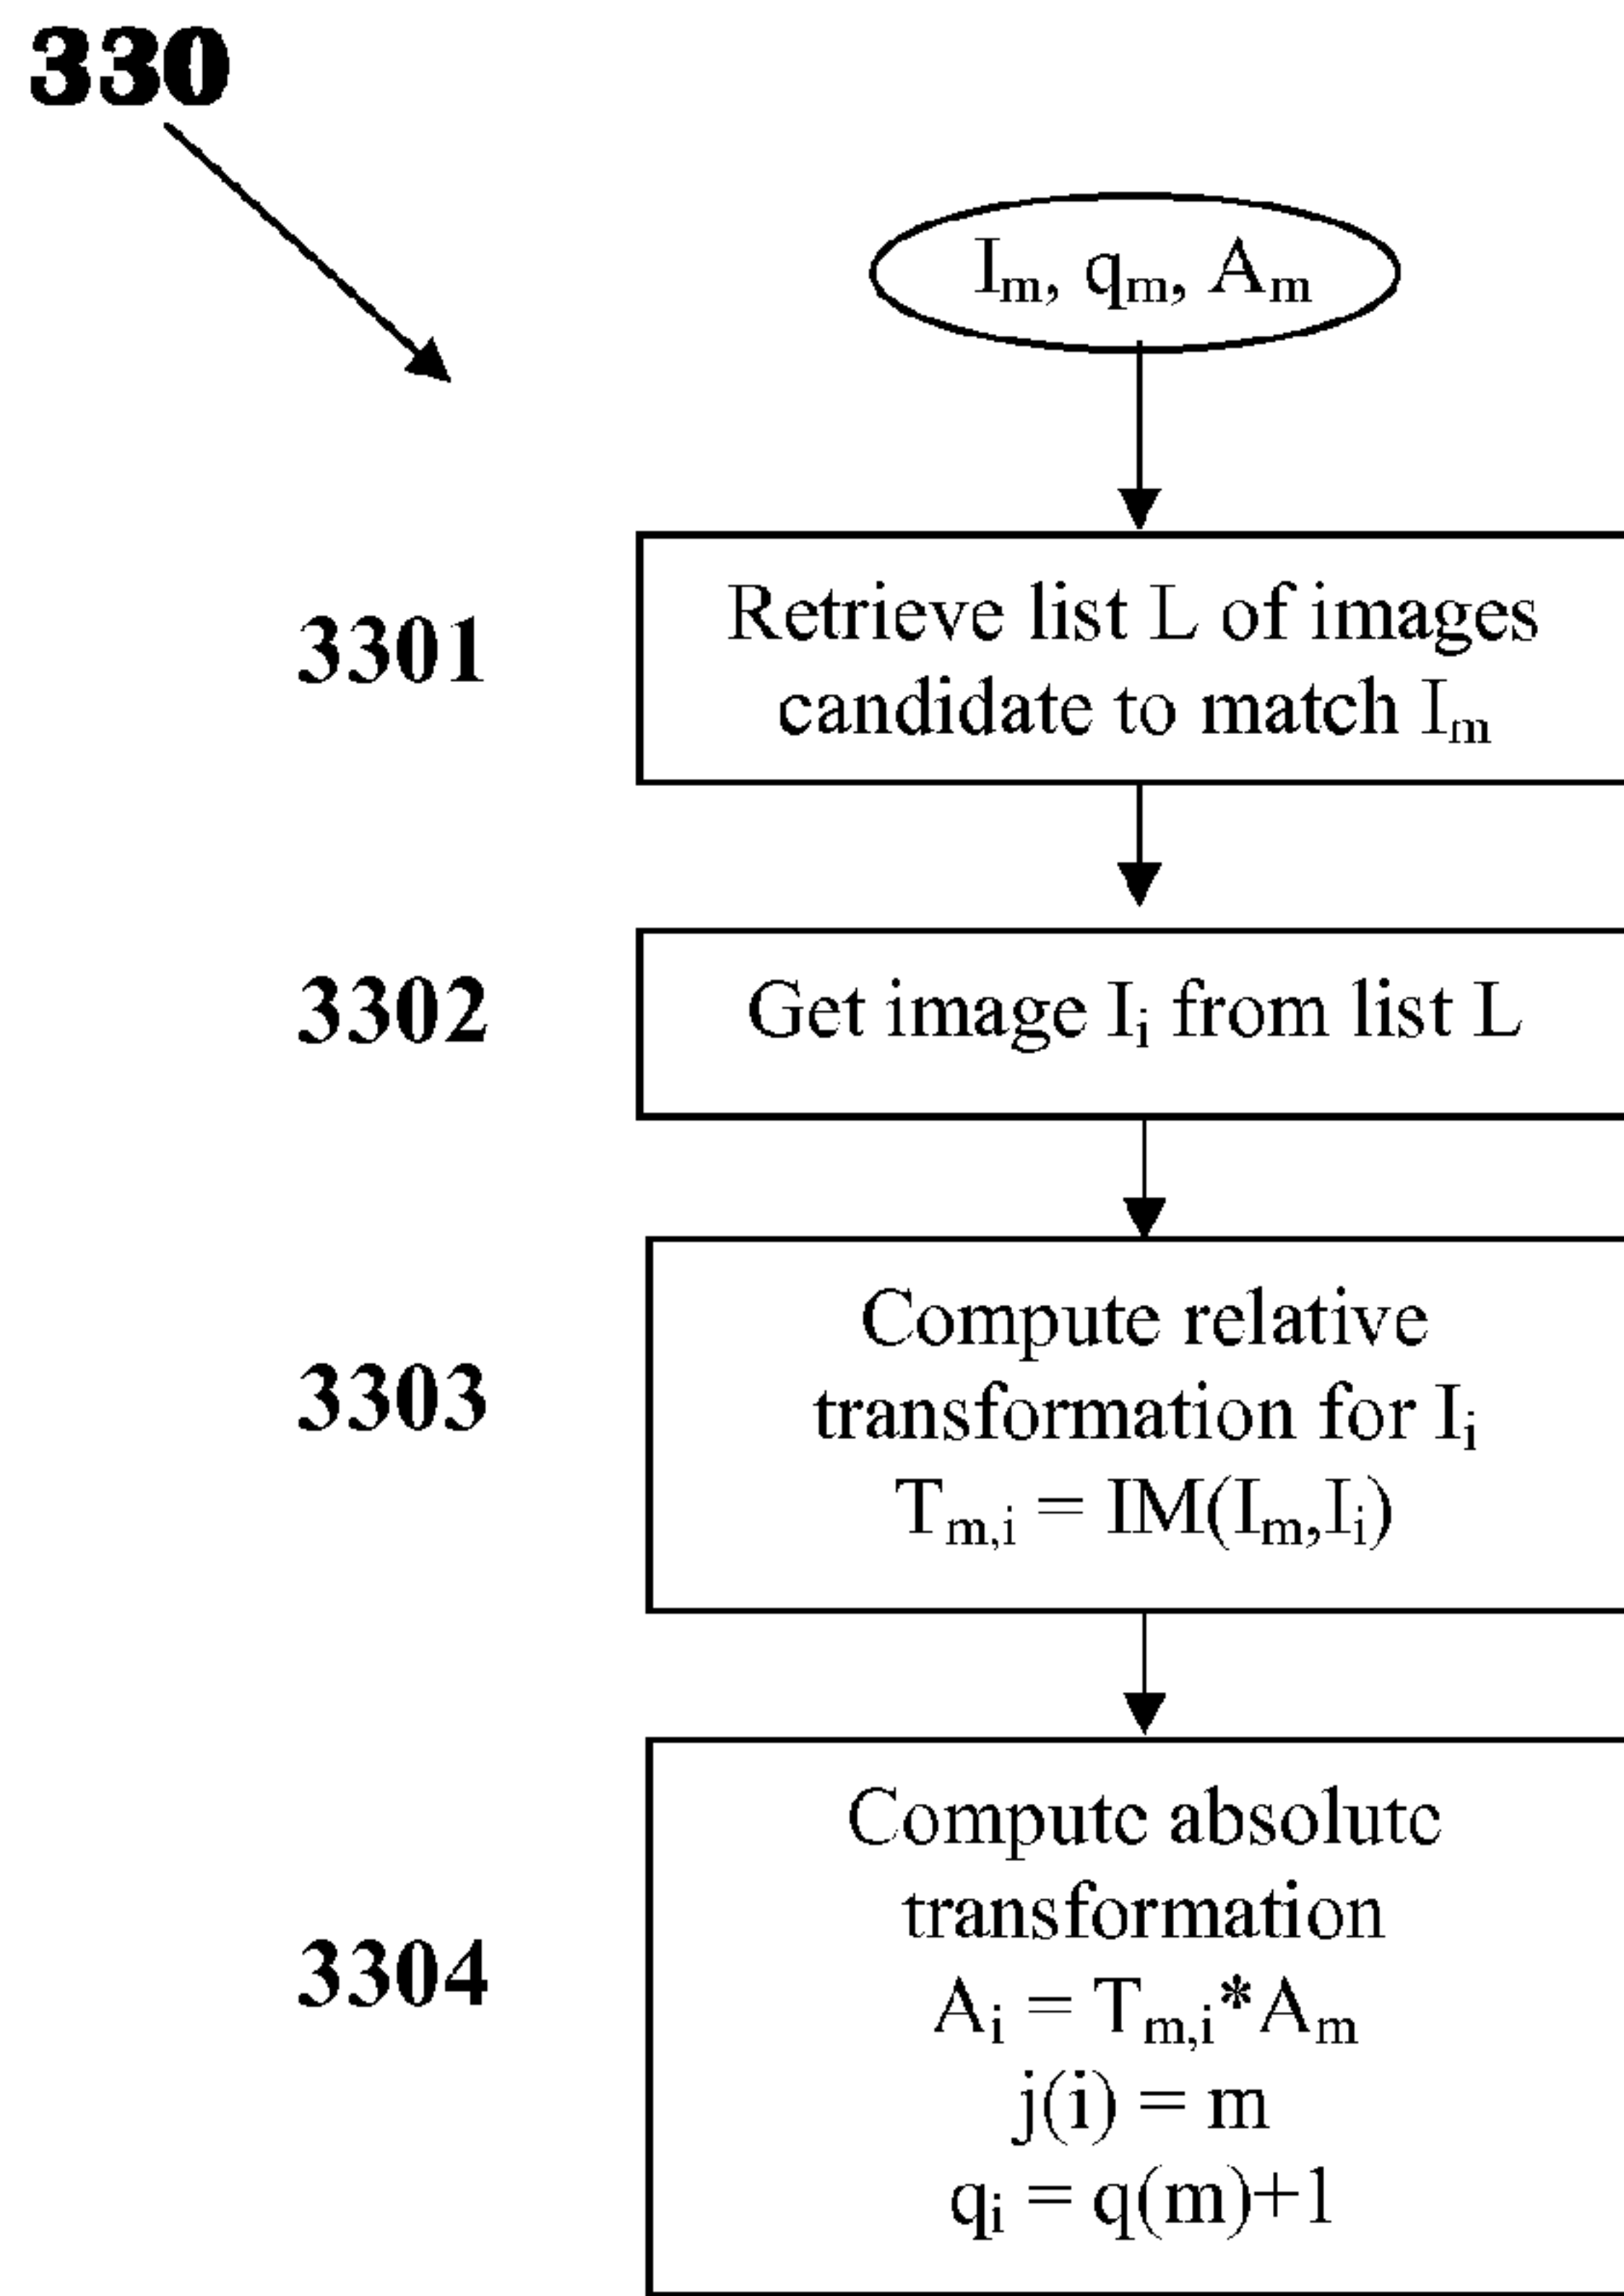 330
Iₘ, qₘ, Aₘ
3301
Retrieve list L of images
candidate to match Iₘ
3302
Get image Iᵢ from list L
3303
Compute relative
transformation for Iᵢ
Tₘ,ᵢ = IM(Iₘ,Iᵢ)
3304
Compute absolute
transformation
Aᵢ = Tₘ,ᵢ*Aₘ
j(i) = m
qᵢ = q(m)+1